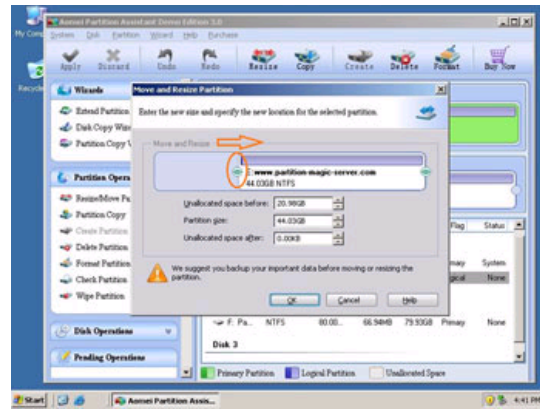 My Comp
Aomei Partition Assistant Demo Edition 3.0
System Disk Partition Wizard Help Purchase
Apply Discard Undo Redo Resize Copy Create Delete Format Buy Now
Recycle
Wizards
Extend Partition
Disk Copy Wiz
Partition Copy W
Move and Resize Partition
Enter the new size and specify the new location for the selected partition.
Move and Resize
www.partition-magic-server.com
44.03GB NTFS
Unallocated space before: 20.98GB
Partition size: 44.03GB
Unallocated space after: 0.00KB
We suggest you backup your important data before moving or resizing the
partition.
OK Cancel Help
Partition Opera
Resize/Move Pa
Partition Copy
Create Partition
Delete Partition
Format Partition
Check Partition
Wipe Partition
Disk Operations
Pending Operations
Flag Status
mary System
gical None
F: Pa... NTFS 80.00... 66.94MB 79.93GB Primary None
Disk 3
Primary Partition Logical Partition Unallocated Space
Start Aomei Partition Assis... 4:41 PM